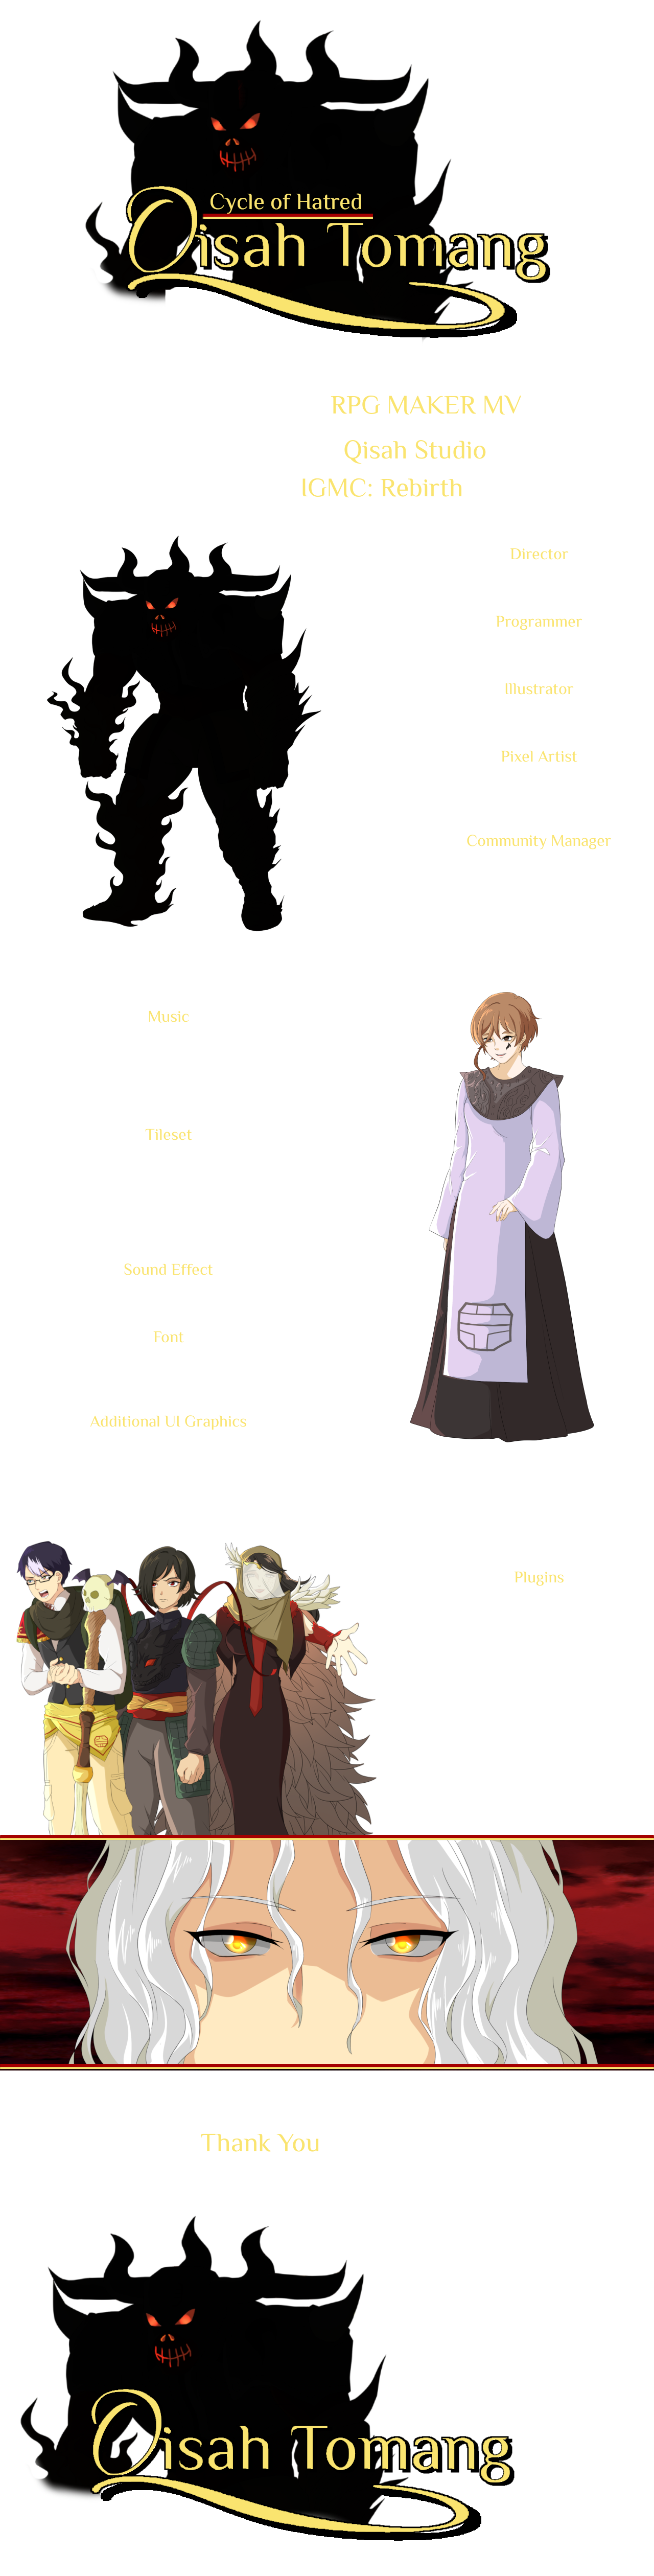 Cycle of Hatred
Qisah Tomang
RPG MAKER MV
Qisah Studio
IGMC: Rebirth
Director
Programmer
Illustrator
Pixel Artist
Community Manager
Music
Tileset
Sound Effect
Font
Additional UI Graphics
Plugins
Thank You
Qisah Tomang